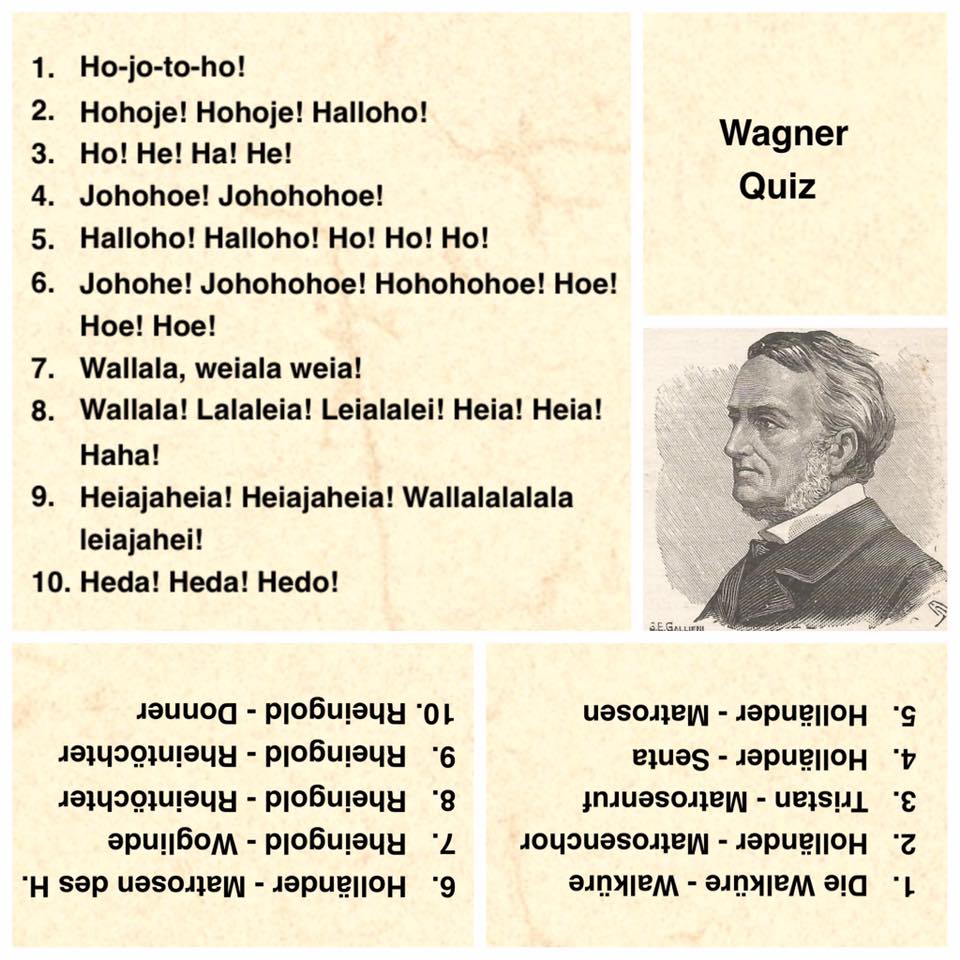 1. Ho-jo-to-ho!
2. Hohoje! Hohoje! Halloho!
3. Ho! He! Ha! He!
4. Johohoe! Johohohoe!
5. Halloho! Halloho! Ho! Ho! Ho!
6. Johohe! Johohohoe! Hohohohoe! Hoe!
Hoe! Hoe!
7. Wallala, weiala weia!
8. Wallala! Lalaleia! Leialalei! Heia! Heia!
Haha!
9. Heiajaheia! Heiajaheia! Wallalalalala
leiajahei!
10. Heda! Heda! Hedo!
Wagner
Quiz
G.E.GALLIENI
1. Die Walküre - Walküre
2. Holländer - Matrosenchor
3. Tristan - Matrosenruf
4. Holländer - Senta
5. Holländer - Matrosen
6. Holländer - Matrosen des H.
7. Rheingold - Woglinde
8. Rheingold - Rheintöchter
9. Rheingold - Rheintöchter
10. Rheingold - Donner